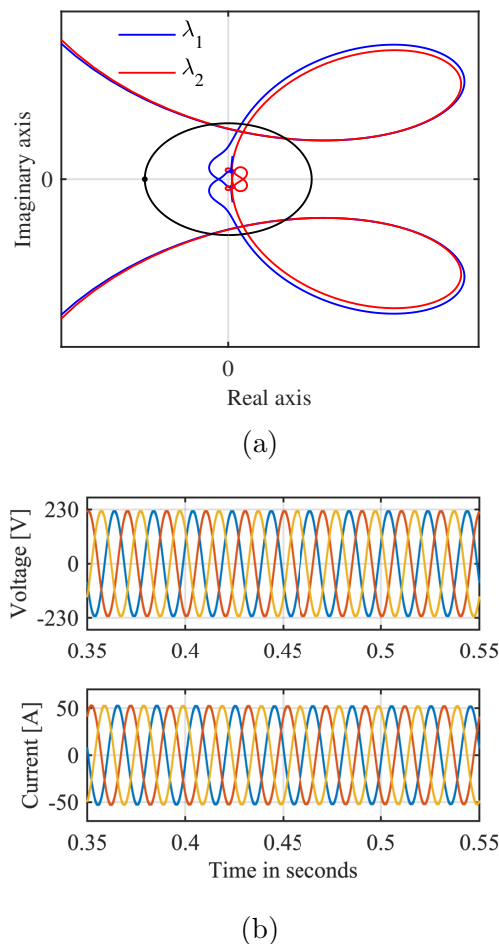 λ1
λ2
Imaginary axis
0
0
Real axis
(a)
Voltage [V]
230
0
-230
0.35 0.4 0.45 0.5 0.55
Current [A]
50
0
-50
0.35 0.4 0.45 0.5 0.55
Time in seconds
(b)